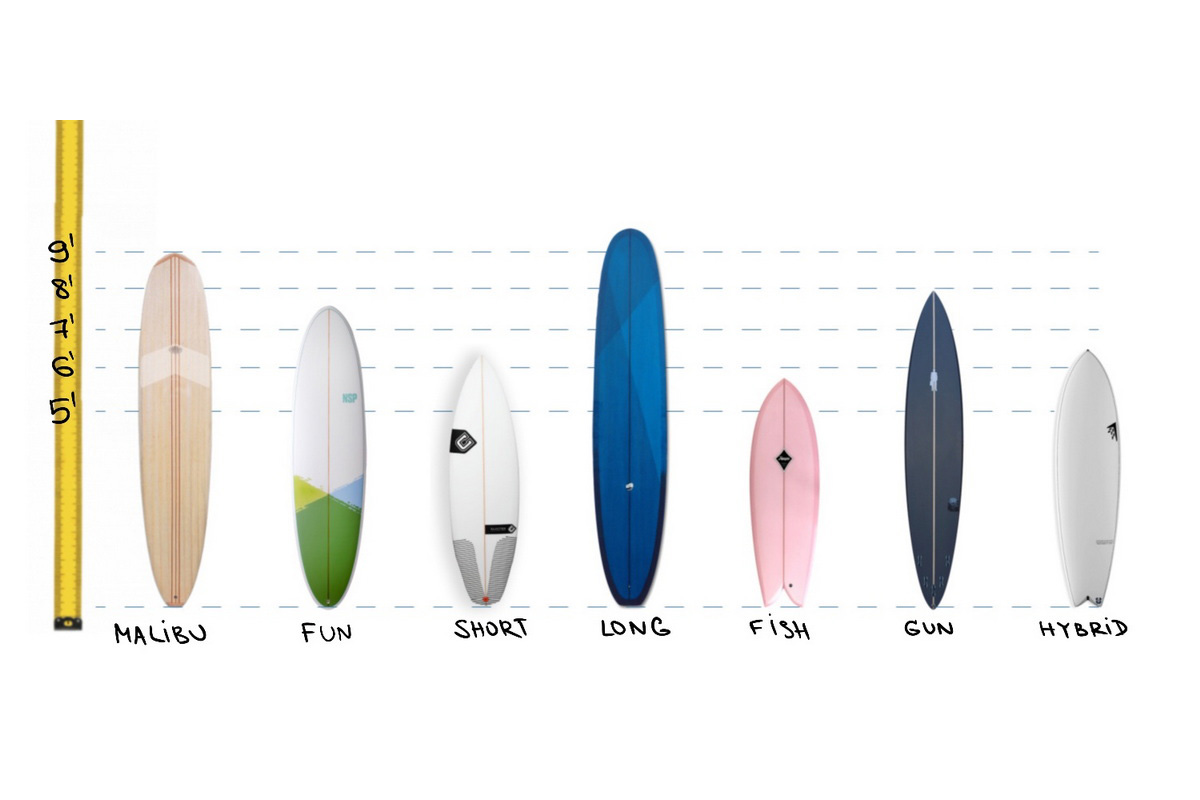 9'
8'
7'
6'
5'
NSP
MALIBU
FUN
SHORT
LONG
FISH
GUN
HYBRID